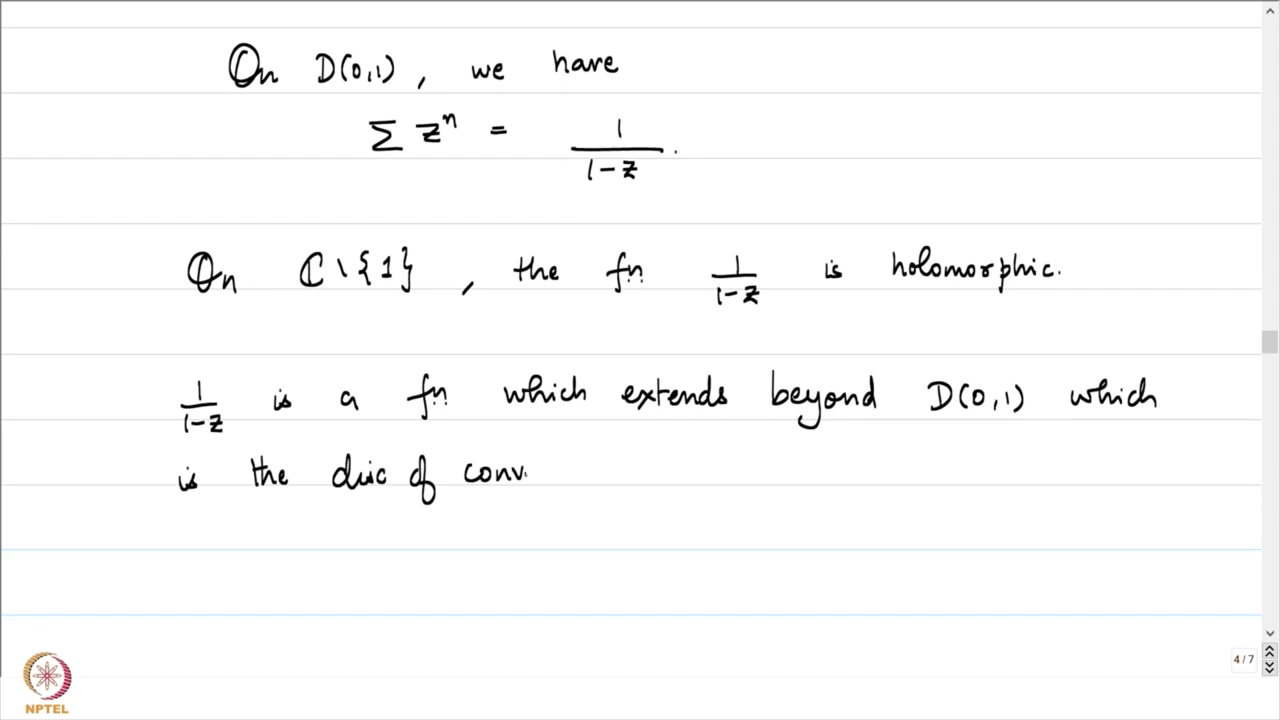 On D(0,1), we have
Σ zⁿ = 1/(1-z).
On ℂ\{1}, the fn 1/(1-z) is holomorphic.
1/(1-z) is a fn which extends beyond D(0,1) which
is the disc of conv.
4 / 7
NPTEL